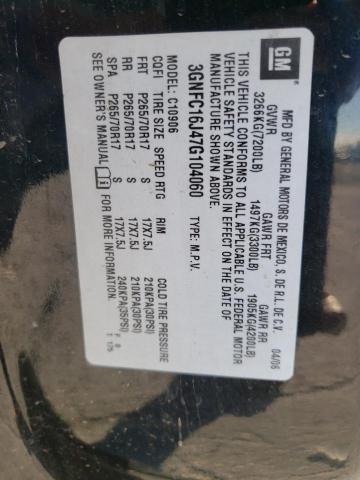 GM
MFD BY GENERAL MOTORS DE MEXICO, S. DE R.L. DE C.V. 04/06
GVWR GAWR FRT GAWR RR
3266KG(7200LB) 1497KG(3300LB) 1905KG(4200LB)
THIS VEHICLE CONFORMS TO ALL APPLICABLE U.S. FEDERAL MOTOR
VEHICLE SAFETY STANDARDS IN EFFECT ON THE DATE OF
MANUFACTURE SHOWN ABOVE.
3GNFC16J47G104060 TYPE: M.P.V.
MODEL: C10906
CQFI TIRE SIZE SPEED RTG RIM COLD TIRE PRESSURE
FRT P265/70R17 S 17X7.5J 210KPA(30PSI)
RR P265/70R17 S 17X7.5J 210KPA(30PSI)
SPA P265/70R17 S 17X7.5J 240KPA(35PSI)
SEE OWNER'S MANUAL